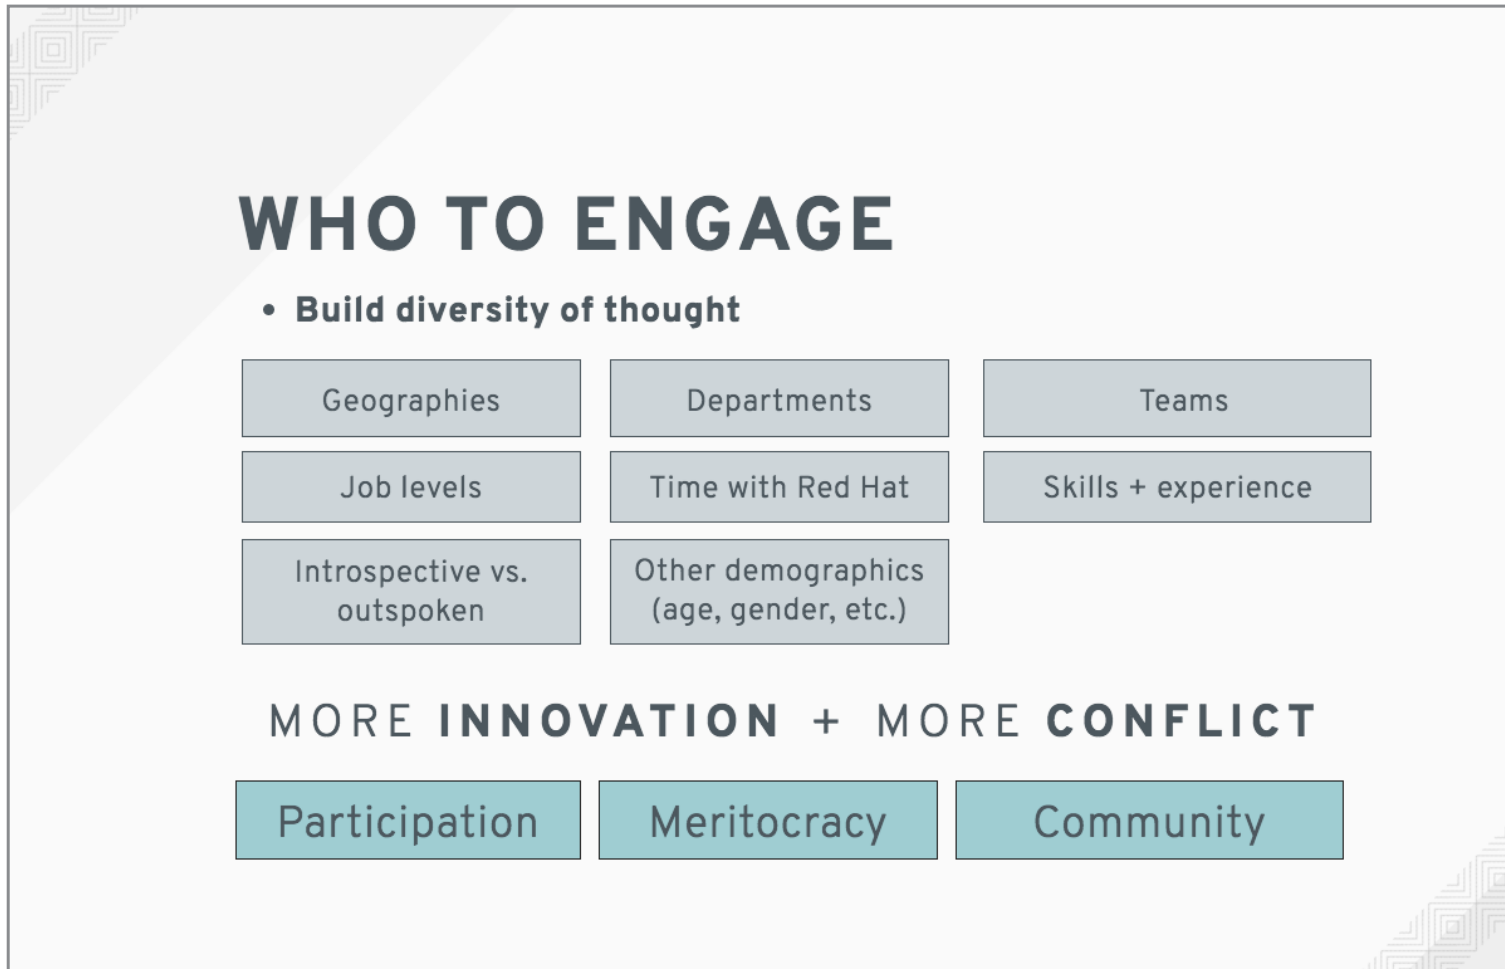 WHO TO ENGAGE
• Build diversity of thought
Geographies
Departments
Teams
Job levels
Time with Red Hat
Skills + experience
Introspective vs.
outspoken
Other demographics
(age, gender, etc.)
MORE INNOVATION + MORE CONFLICT
Participation
Meritocracy
Community